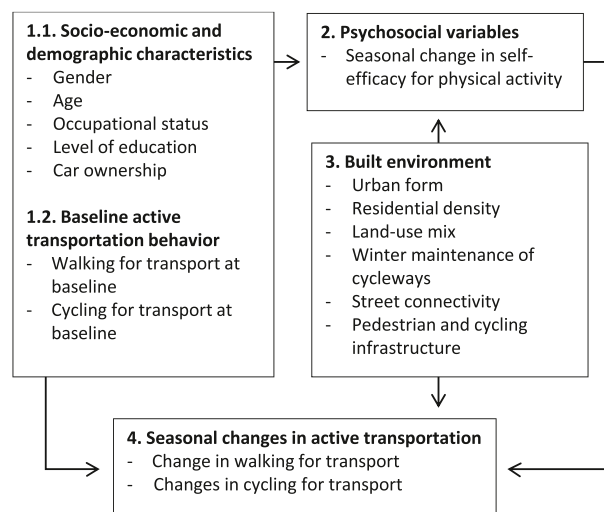 1.1. Socio-economic and
demographic characteristics
- Gender
- Age
- Occupational status
- Level of education
- Car ownership
1.2. Baseline active
transportation behavior
- Walking for transport at
baseline
- Cycling for transport at
baseline
2. Psychosocial variables
- Seasonal change in self-
efficacy for physical activity
3. Built environment
- Urban form
- Residential density
- Land-use mix
- Winter maintenance of
cycleways
- Street connectivity
- Pedestrian and cycling
infrastructure
4. Seasonal changes in active transportation
- Change in walking for transport
- Changes in cycling for transport